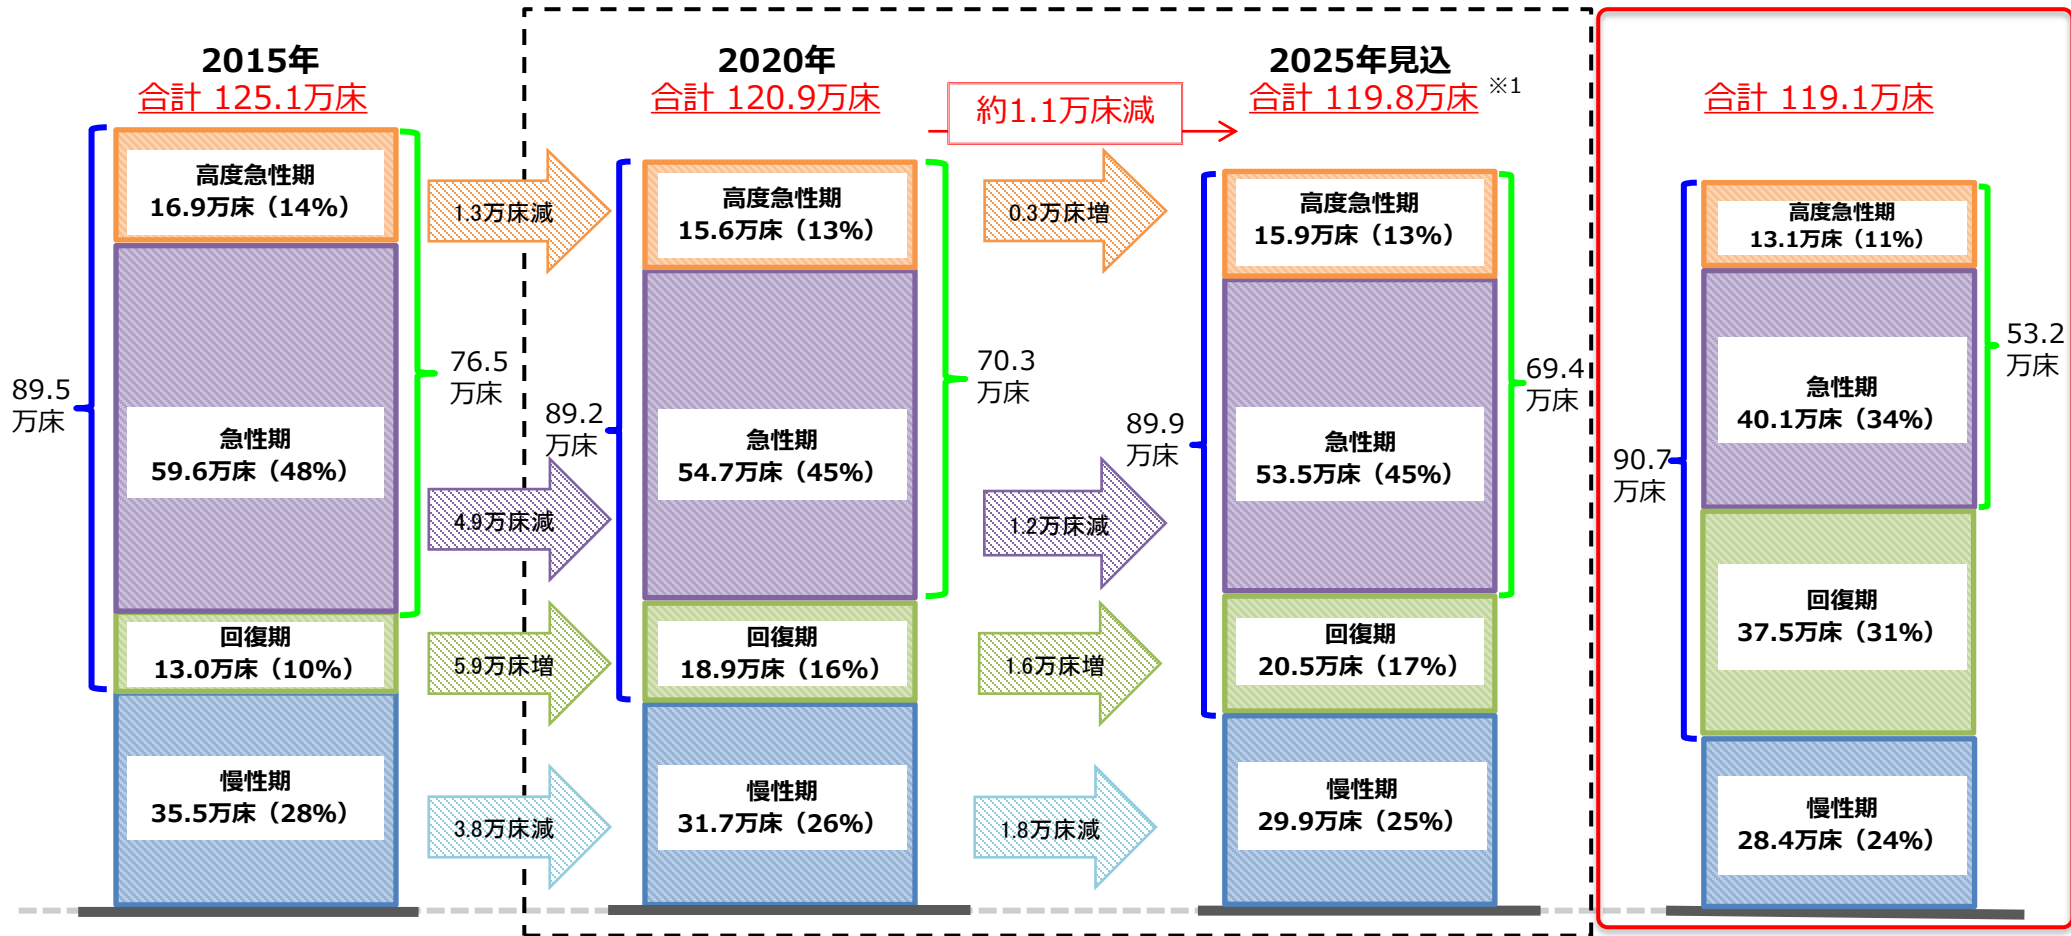 2015年
合計 125.1万床
高度急性期
16.9万床（14%）
急性期
59.6万床（48%）
回復期
13.0万床（10%）
慢性期
35.5万床（28%）
89.5
万床
76.5
万床
1.3万床減
4.9万床減
5.9万床増
3.8万床減
2020年
合計 120.9万床
高度急性期
15.6万床（13%）
急性期
54.7万床（45%）
回復期
18.9万床（16%）
慢性期
31.7万床（26%）
89.2
万床
70.3
万床
約1.1万床減
0.3万床増
1.2万床減
1.6万床増
1.8万床減
2025年見込
合計 119.8万床 ※1
高度急性期
15.9万床（13%）
急性期
53.5万床（45%）
回復期
20.5万床（17%）
慢性期
29.9万床（25%）
89.9
万床
69.4
万床
合計 119.1万床
高度急性期
13.1万床（11%）
急性期
40.1万床（34%）
回復期
37.5万床（31%）
慢性期
28.4万床（24%）
90.7
万床
53.2
万床